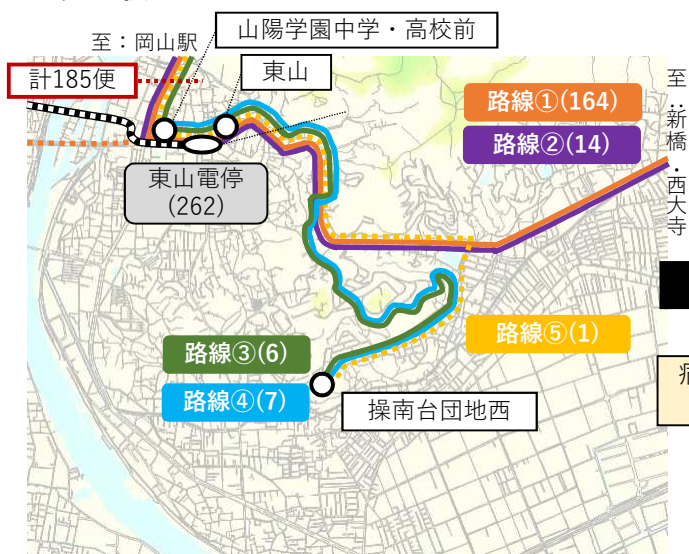 至：岡山駅
山陽学園中学・高校前
計185便
東山
至：新橋・西大寺
路線①(164)
路線②(14)
東山電停
(262)
路線③(6)
路線⑤(1)
路線④(7)
操南台団地西